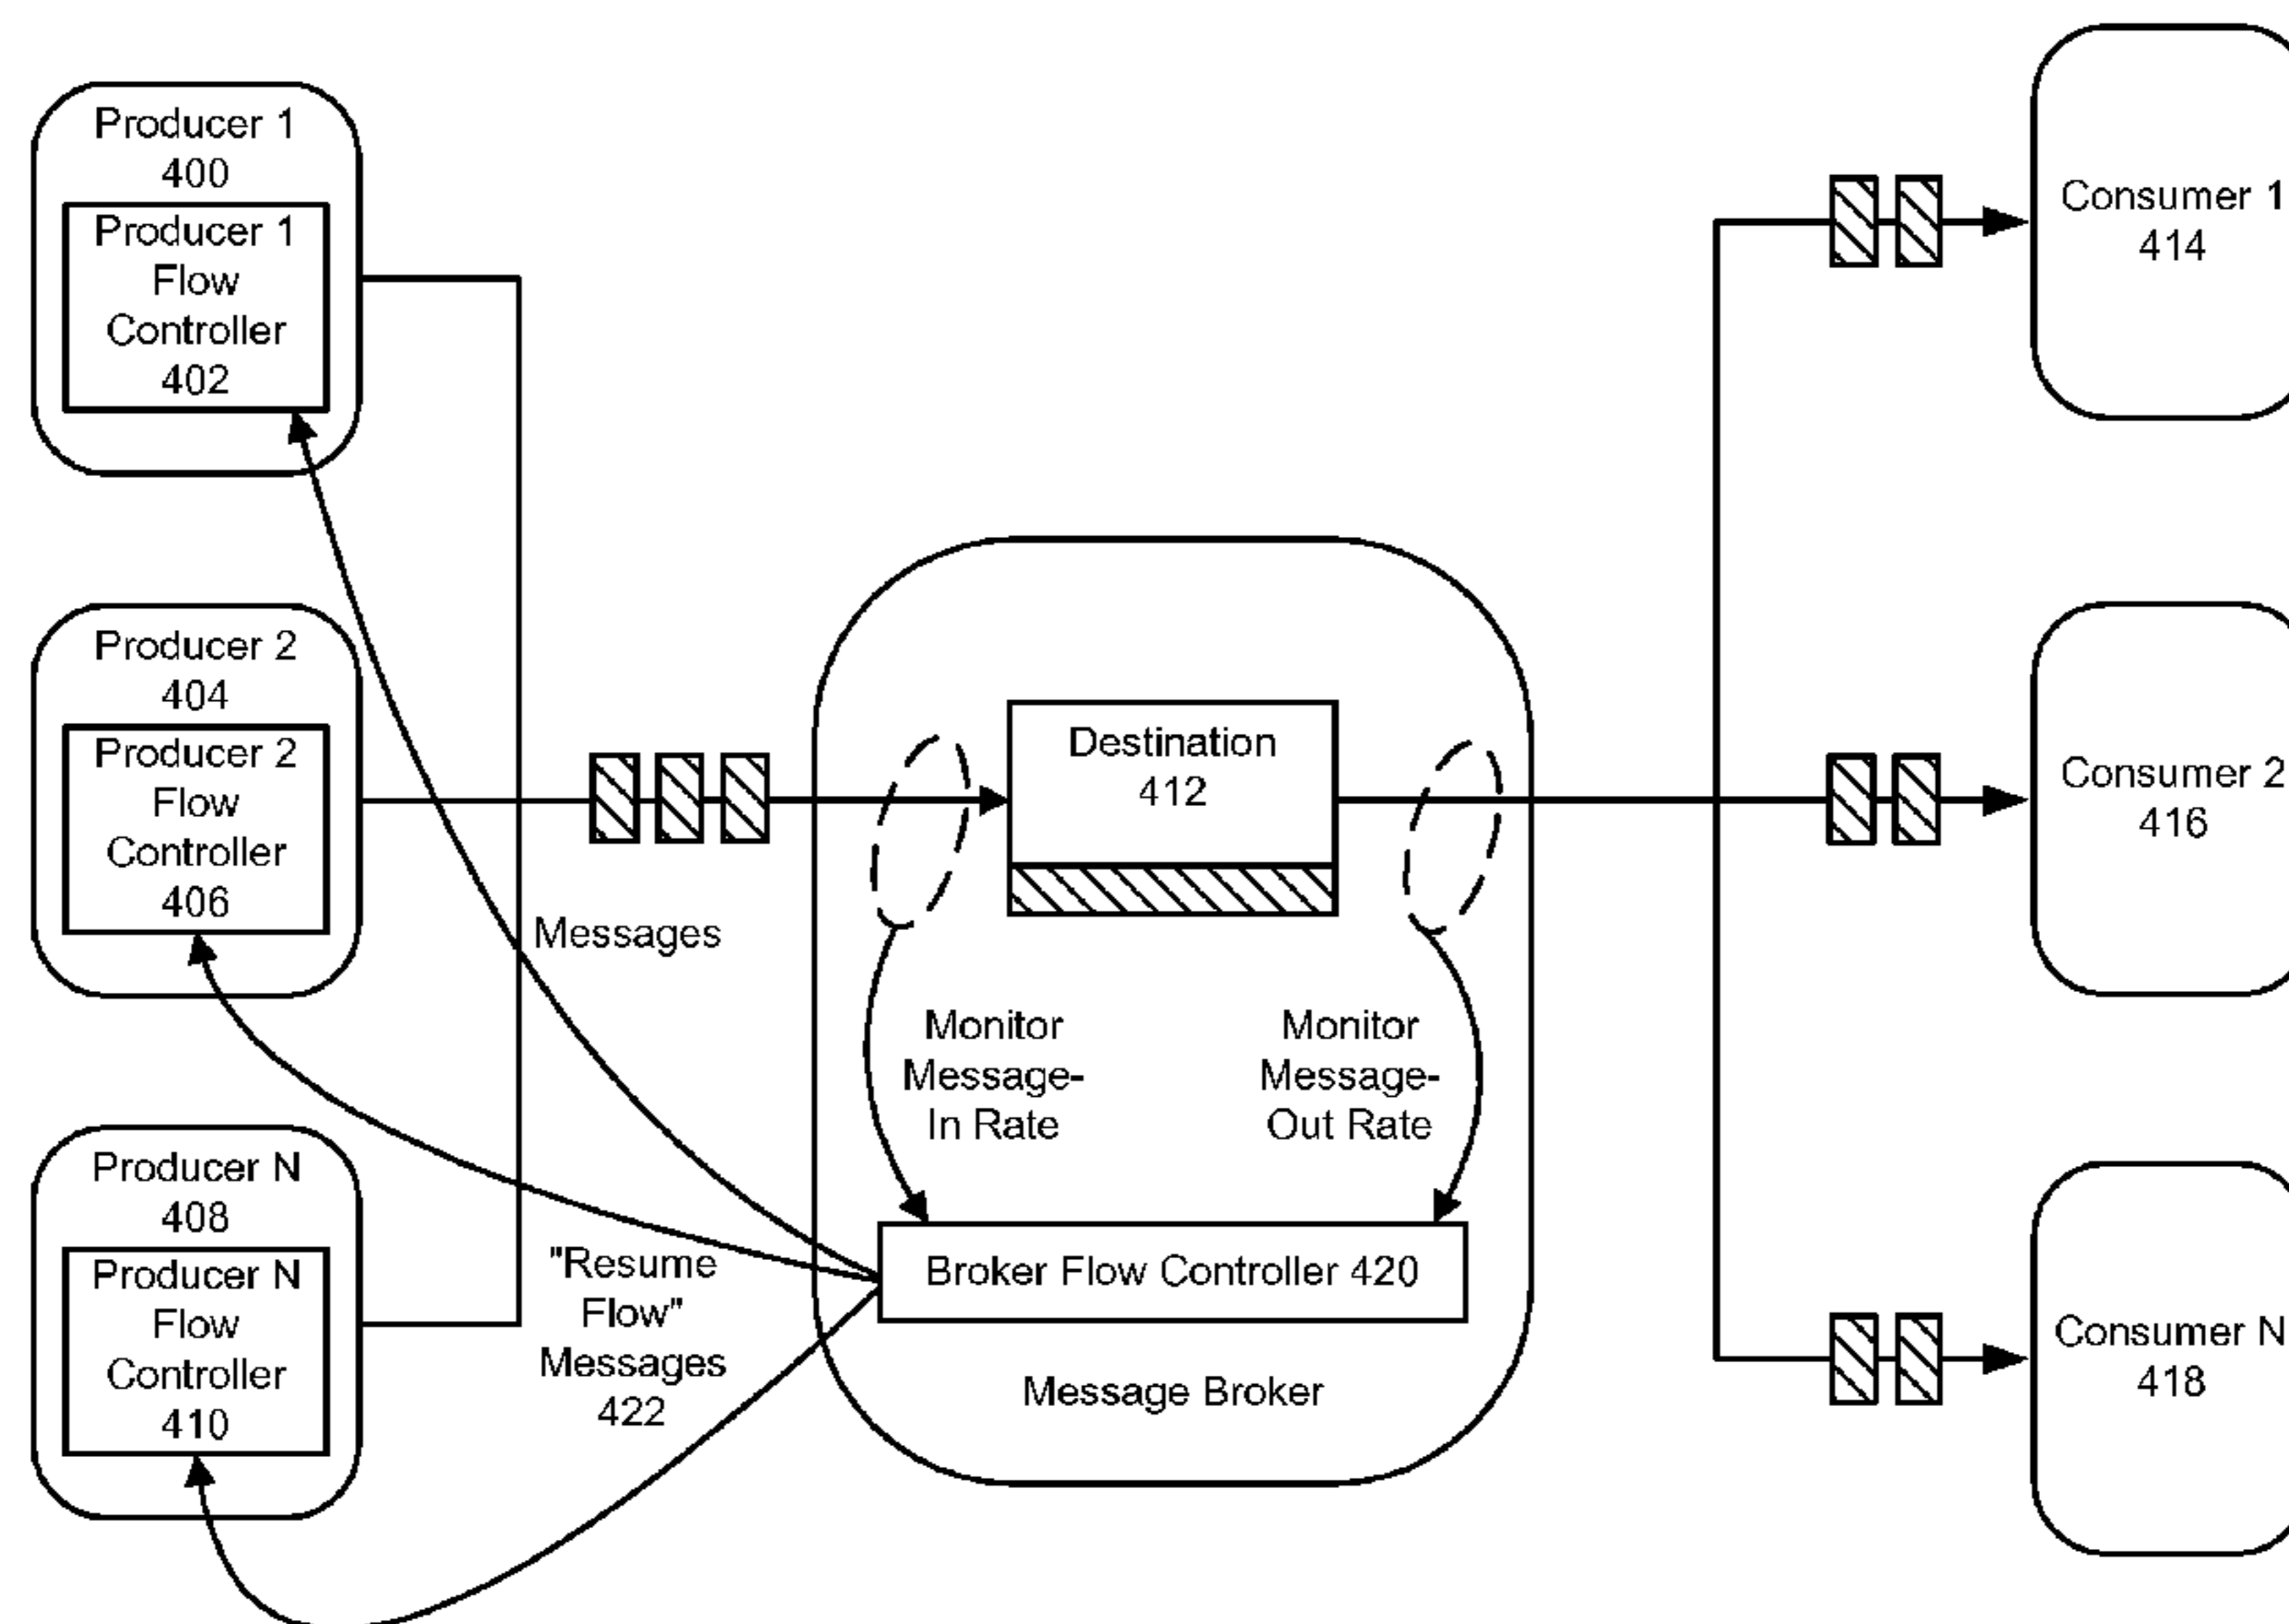 Producer 1
400
Producer 1
Flow
Controller
402
Producer 2
404
Producer 2
Flow
Controller
406
Producer N
408
Producer N
Flow
Controller
410
Messages
"Resume
Flow"
Messages
422
Destination
412
Monitor
Message-
In Rate
Monitor
Message-
Out Rate
Broker Flow Controller 420
Message Broker
Consumer 1
414
Consumer 2
416
Consumer N
418